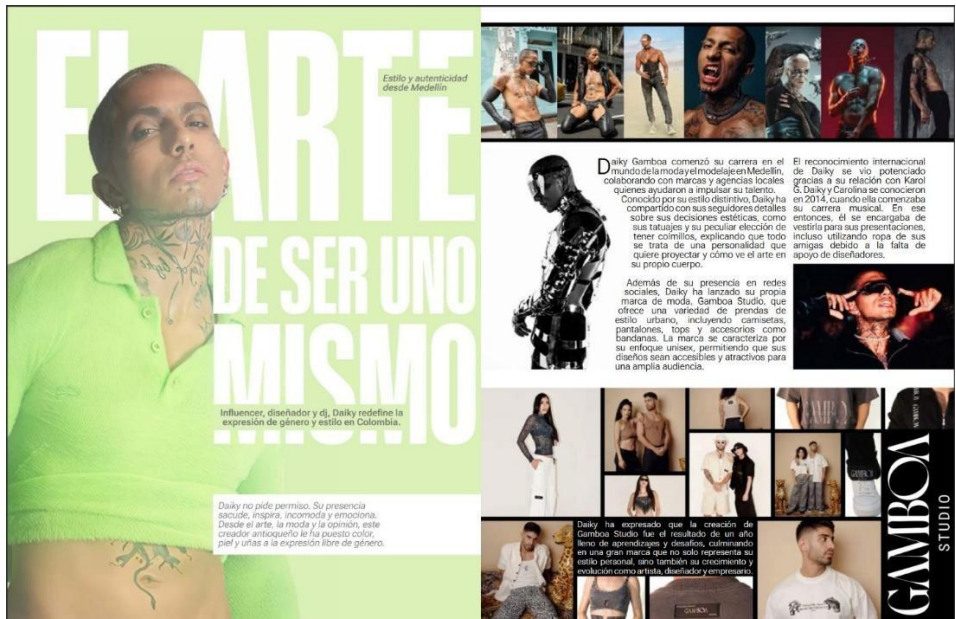 EL ARTE
Estilo y autenticidad
desde Medellín
DE SER UNO
MISMO
Influencer, diseñador y dj, Daiky redefine la
expresión de género y estilo en Colombia.
Daiky no pide permiso. Su presencia
sacude, inspira, incomoda y emociona.
Desde el arte, la moda y la opinión, este
creador antioqueño le ha puesto color,
piel y uñas a la expresión libre de género.
Daiky Gamboa comenzó su carrera en el
mundo de la moda y el modelaje en Medellín,
colaborando con marcas y agencias locales
quienes ayudaron a impulsar su talento.
Conocido por su estilo distintivo, Daiky ha
compartido con sus seguidores detalles
sobre sus decisiones estéticas, como
sus tatuajes y su peculiar elección de
tener colmillos, explicando que todo
se trata de una personalidad que
quiere proyectar y cómo ve el arte en
su propio cuerpo.
Además de su presencia en redes
sociales, Daiky ha lanzado su propia
marca de moda, Gamboa Studio, que
ofrece una variedad de prendas de
estilo urbano, incluyendo camisetas,
pantalones, tops y accesorios como
bandanas. La marca se caracteriza por
su enfoque unisex, permitiendo que sus
diseños sean accesibles y atractivos para
una amplia audiencia.
El reconocimiento internacional
de Daiky se vio potenciado
gracias a su relación con Karol
G. Daiky y Carolina se conocieron
en 2014, cuando ella comenzaba
su carrera musical. En ese
entonces, él se encargaba de
vestirla para sus presentaciones,
incluso utilizando ropa de sus
amigas debido a la falta de
apoyo de diseñadores.
Daiky ha expresado que la creación de
Gamboa Studio fue el resultado de un año
lleno de aprendizajes y desafíos, culminando
en una gran marca que no solo representa su
estilo personal, sino también su crecimiento y
evolución como artista, diseñador y empresario.
GAMBOA
GAMBOA
STUDIO